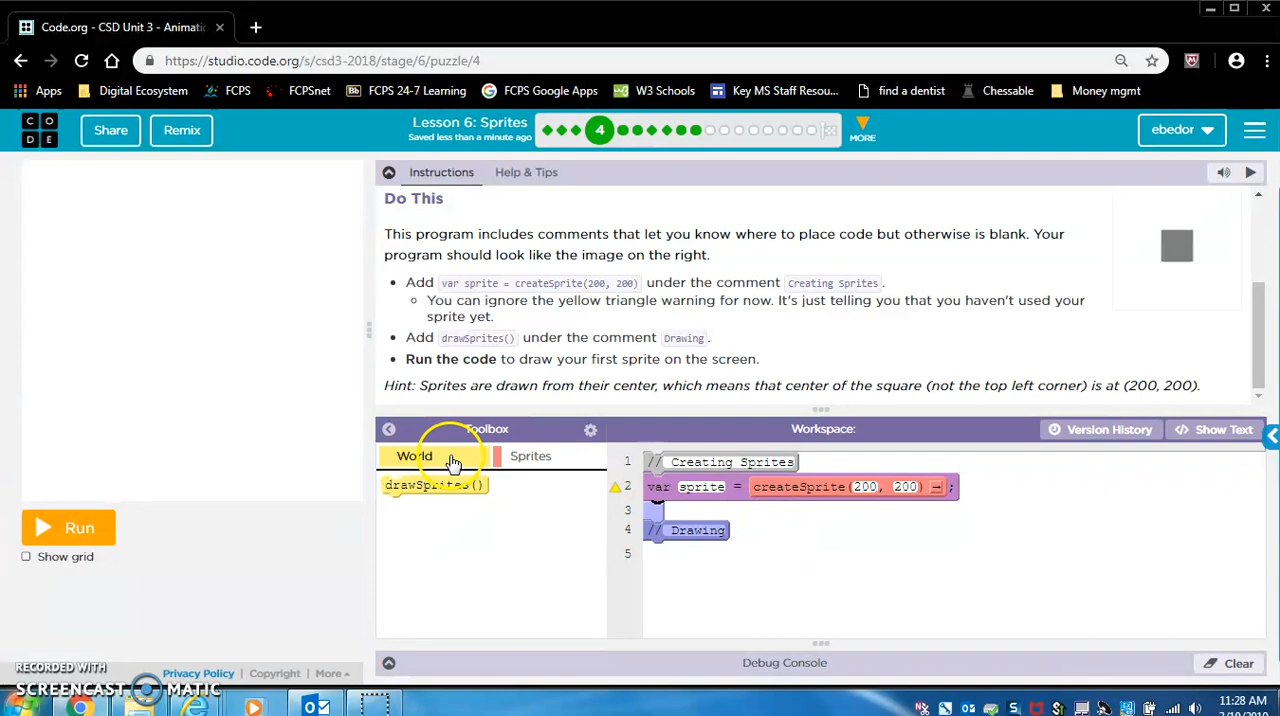 Code.org - CSD Unit 3 - Animatio
https://studio.code.org/s/csd3-2018/stage/6/puzzle/4
Apps Digital Ecosystem FCPS FCPSnet Bb FCPS 24-7 Learning FCPS Google Apps W3 Schools Key MS Staff Resou... find a dentist Chessable Money mgmt
CO
DE
Share
Remix
Lesson 6: Sprites
Saved less than a minute ago
4
MORE
ebedor
Instructions Help & Tips
Do This
This program includes comments that let you know where to place code but otherwise is blank. Your
program should look like the image on the right.
Add var sprite = createSprite(200, 200) under the comment Creating Sprites.
You can ignore the yellow triangle warning for now. It's just telling you that you haven't used your
sprite yet.
Add drawSprites() under the comment Drawing.
Run the code to draw your first sprite on the screen.
Hint: Sprites are drawn from their center, which means that center of the square (not the top left corner) is at (200, 200).
Toolbox
Workspace:
Version History
</> Show Text
World
Sprites
drawSprites()
1 // Creating Sprites
2 var sprite = createSprite(200, 200);
3
4 // Drawing
5
Run
Show grid
Debug Console
Clear
Privacy Policy | Copyright | More
RECORDED WITH
SCREENCAST MATIC
11:28 AM